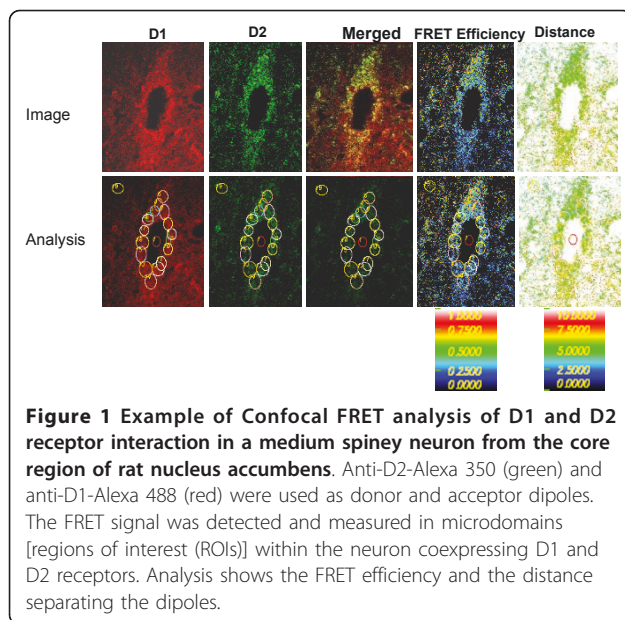 D1 D2 Merged FRET Efficiency Distance
Image
Analysis
1.0000 10.0000
0.7500 7.5000
0.5000 5.0000
0.2500 2.5000
0.0000 0.0000
Figure 1 Example of Confocal FRET analysis of D1 and D2
receptor interaction in a medium spiney neuron from the core
region of rat nucleus accumbens. Anti-D2-Alexa 350 (green) and
anti-D1-Alexa 488 (red) were used as donor and acceptor dipoles.
The FRET signal was detected and measured in microdomains
[regions of interest (ROIs)] within the neuron coexpressing D1 and
D2 receptors. Analysis shows the FRET efficiency and the distance
separating the dipoles.